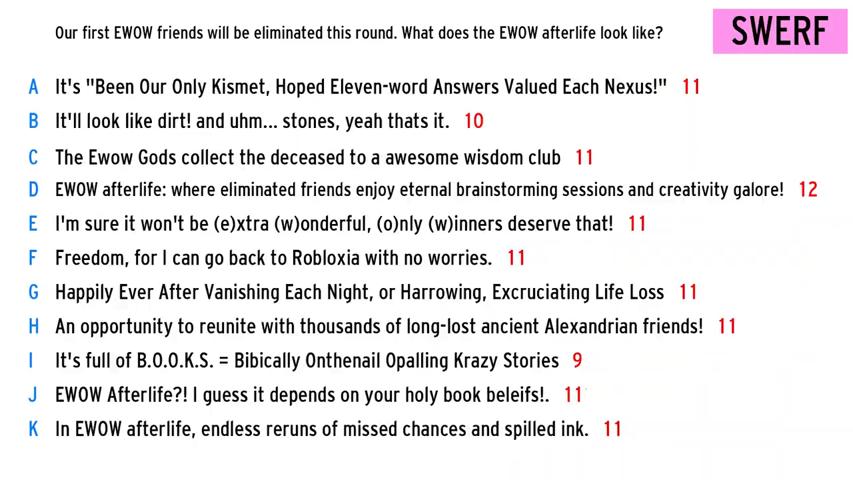 Our first EWOW friends will be eliminated this round. What does the EWOW afterlife look like?
SWERF
A It's "Been Our Only Kismet, Hoped Eleven-word Answers Valued Each Nexus!" 11
B It'll look like dirt! and uhm... stones, yeah thats it. 10
C The Ewow Gods collect the deceased to a awesome wisdom club 11
D EWOW afterlife: where eliminated friends enjoy eternal brainstorming sessions and creativity galore! 12
E I'm sure it won't be (e)xtra (w)onderful, (o)nly (w)inners deserve that! 11
F Freedom, for I can go back to Robloxia with no worries. 11
G Happily Ever After Vanishing Each Night, or Harrowing, Excruciating Life Loss 11
H An opportunity to reunite with thousands of long-lost ancient Alexandrian friends! 11
I It's full of B.O.O.K.S. = Bibically Onthenail Opalling Krazy Stories 9
J EWOW Afterlife?! I guess it depends on your holy book beleifs!. 11
K In EWOW afterlife, endless reruns of missed chances and spilled ink. 11